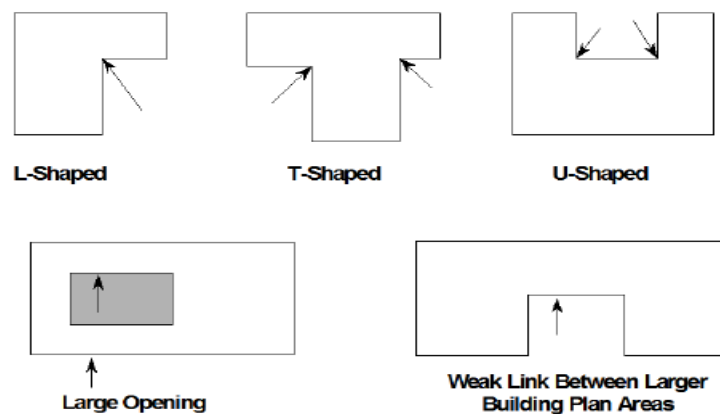 L-Shaped
T-Shaped
U-Shaped
Large Opening
Weak Link Between Larger
Building Plan Areas